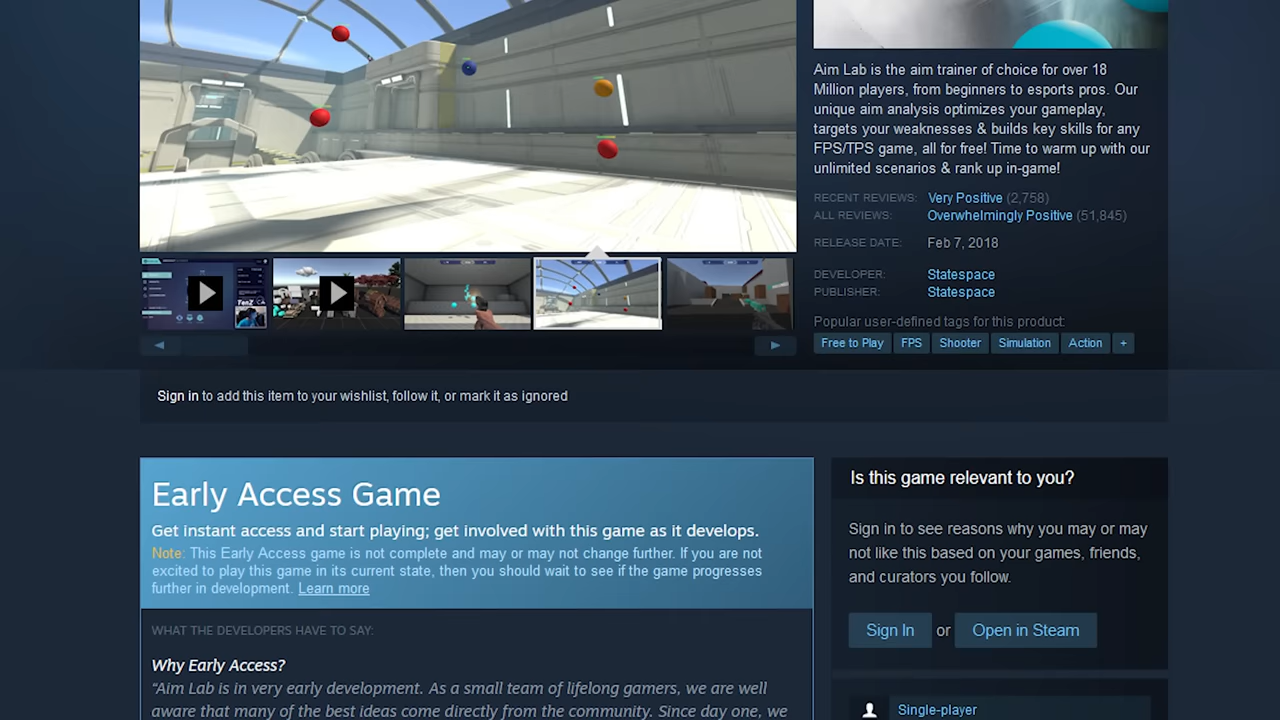 Aim Lab is the aim trainer of choice for over 18
Million players, from beginners to esports pros. Our
unique aim analysis optimizes your gameplay,
targets your weaknesses & builds key skills for any
FPS/TPS game, all for free! Time to warm up with our
unlimited scenarios & rank up in-game!
RECENT REVIEWS: Very Positive (2,758)
ALL REVIEWS: Overwhelmingly Positive (51,845)
RELEASE DATE: Feb 7, 2018
DEVELOPER: Statespace
PUBLISHER: Statespace
Popular user-defined tags for this product:
Free to Play FPS Shooter Simulation Action +
Sign in to add this item to your wishlist, follow it, or mark it as ignored
Early Access Game
Get instant access and start playing; get involved with this game as it develops.
Note: This Early Access game is not complete and may or may not change further. If you are not
excited to play this game in its current state, then you should wait to see if the game progresses
further in development. Learn more
WHAT THE DEVELOPERS HAVE TO SAY:
Why Early Access?
“Aim Lab is in very early development. As a small team of lifelong gamers, we are well
aware that many of the best ideas come directly from the community. Since day one, we
Is this game relevant to you?
Sign in to see reasons why you may or may
not like this based on your games, friends,
and curators you follow.
Sign In or Open in Steam
Single-player